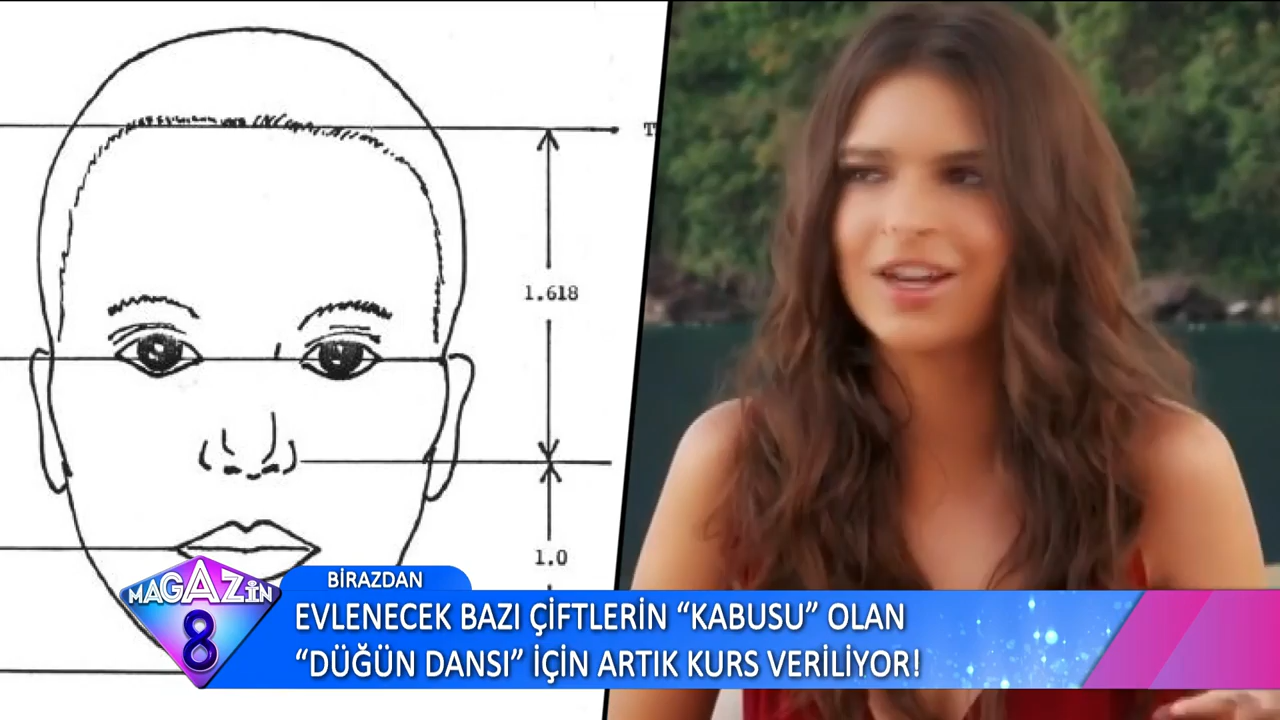 T
1.618
1.0
MAGAZİN
8
BİRAZDAN
EVLENECEK BAZI ÇİFTLERİN “KABUSU” OLAN
“DÜĞÜN DANSI” İÇİN ARTIK KURS VERİLİYOR!